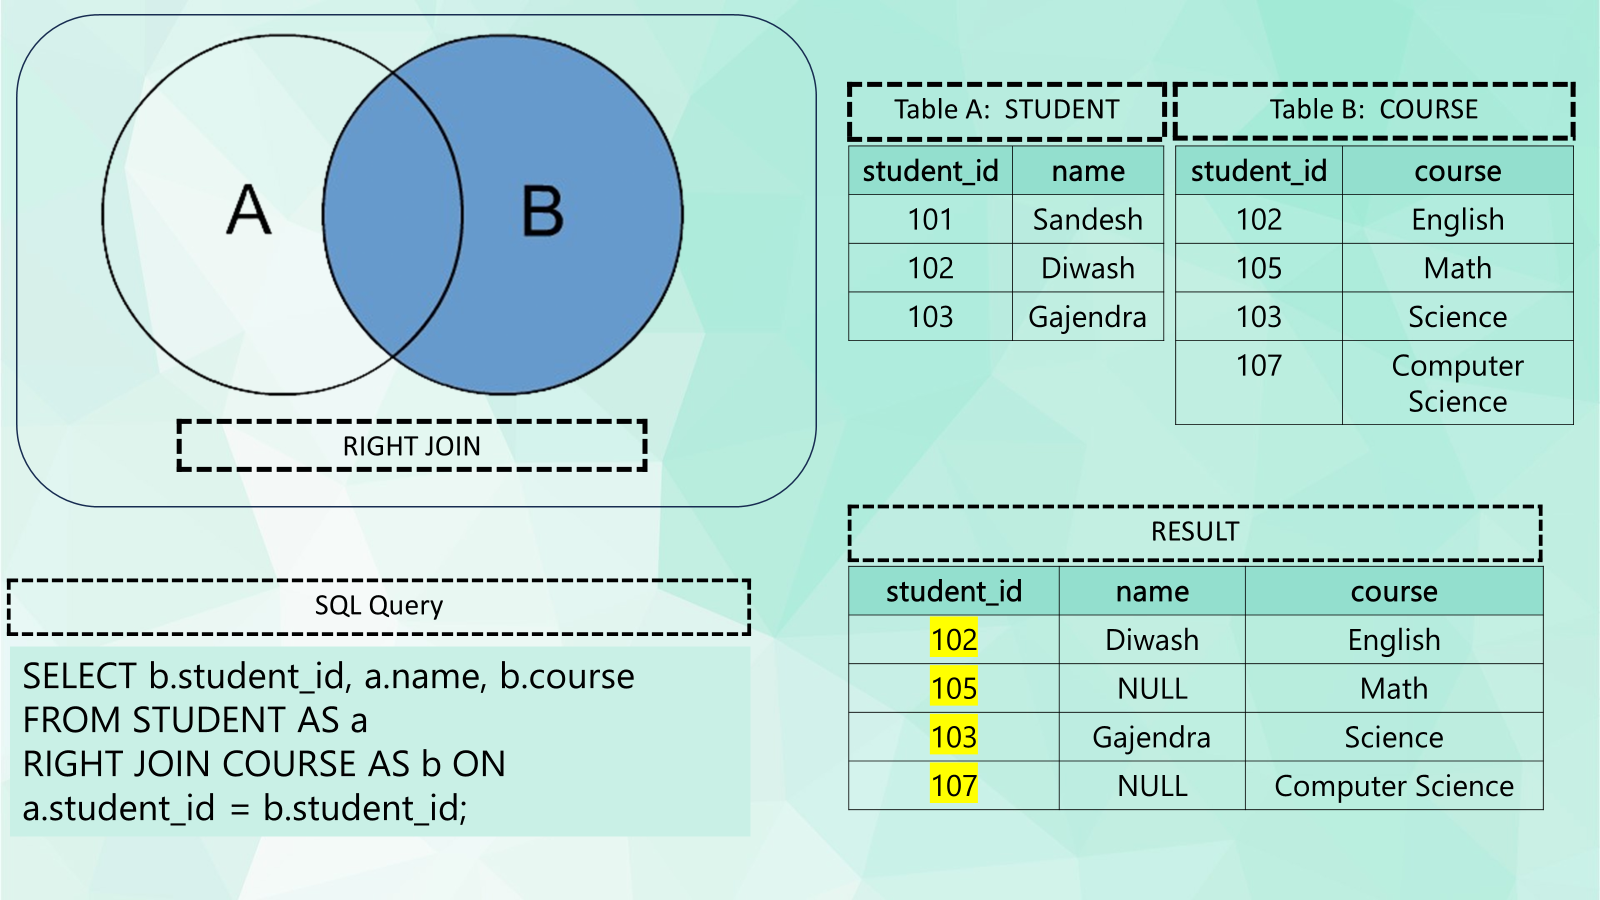 A
B
RIGHT JOIN
Table A: STUDENT
student_id name
101 Sandesh
102 Diwash
103 Gajendra
Table B: COURSE
student_id course
102 English
105 Math
103 Science
107 Computer
Science
SQL Query
SELECT b.student_id, a.name, b.course
FROM STUDENT AS a
RIGHT JOIN COURSE AS b ON
a.student_id = b.student_id;
RESULT
student_id name course
102 Diwash English
105 NULL Math
103 Gajendra Science
107 NULL Computer Science